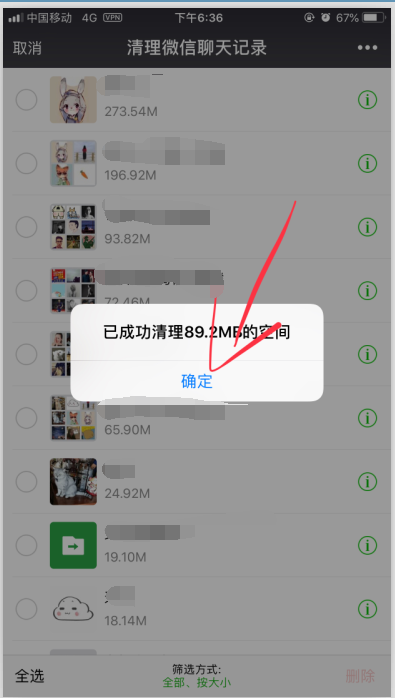 中国移动 4G VPN 下午6:36 67%
取消 清理微信聊天记录
273.54M
196.92M
93.82M
72.46M
已成功清理89.2MB的空间
确定
65.90M
24.92M
19.10M
18.14M
全选 筛选方式: 删除
全部、按大小